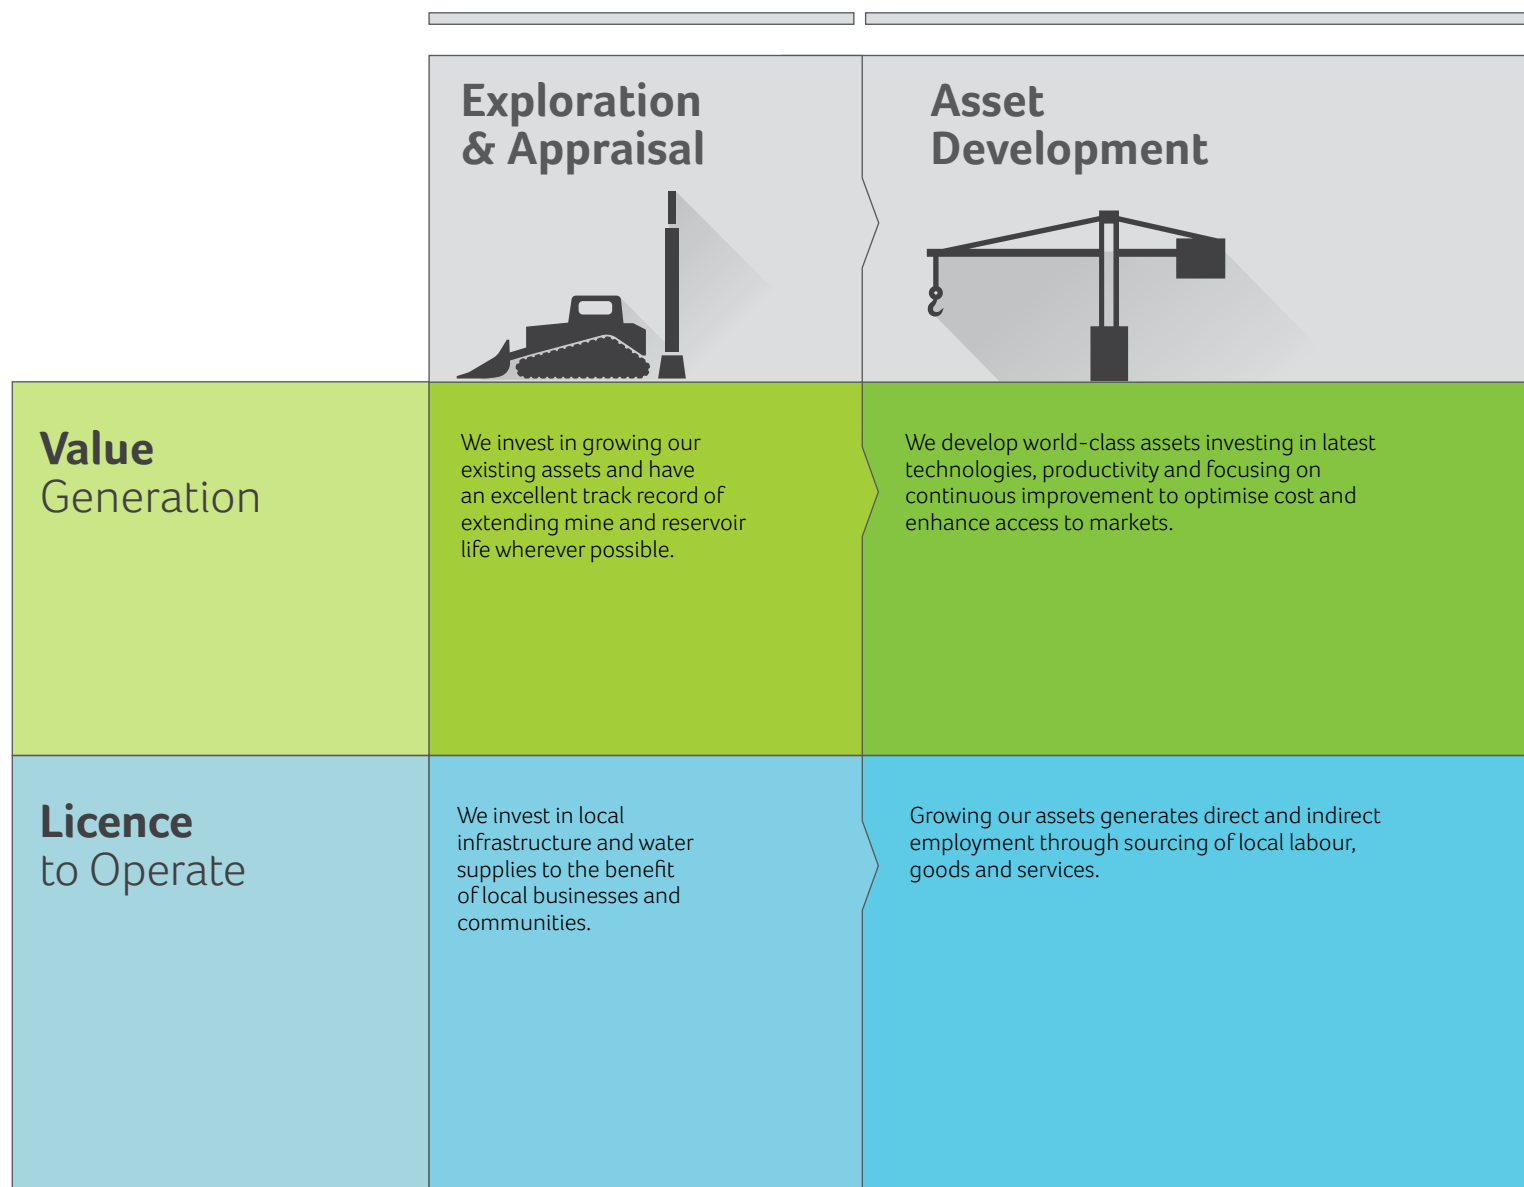 Exploration
& Appraisal
Asset
Development
Value
Generation
We invest in growing our
existing assets and have
an excellent track record of
extending mine and reservoir
life wherever possible.
We develop world-class assets investing in latest
technologies, productivity and focusing on
continuous improvement to optimise cost and
enhance access to markets.
Licence
to Operate
We invest in local
infrastructure and water
supplies to the benefit
of local businesses and
communities.
Growing our assets generates direct and indirect
employment through sourcing of local labour,
goods and services.